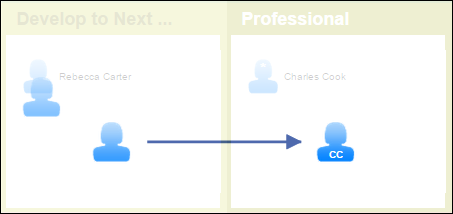 Develop to Next ...
Professional
Rebecca Carter
Charles Cook
CC